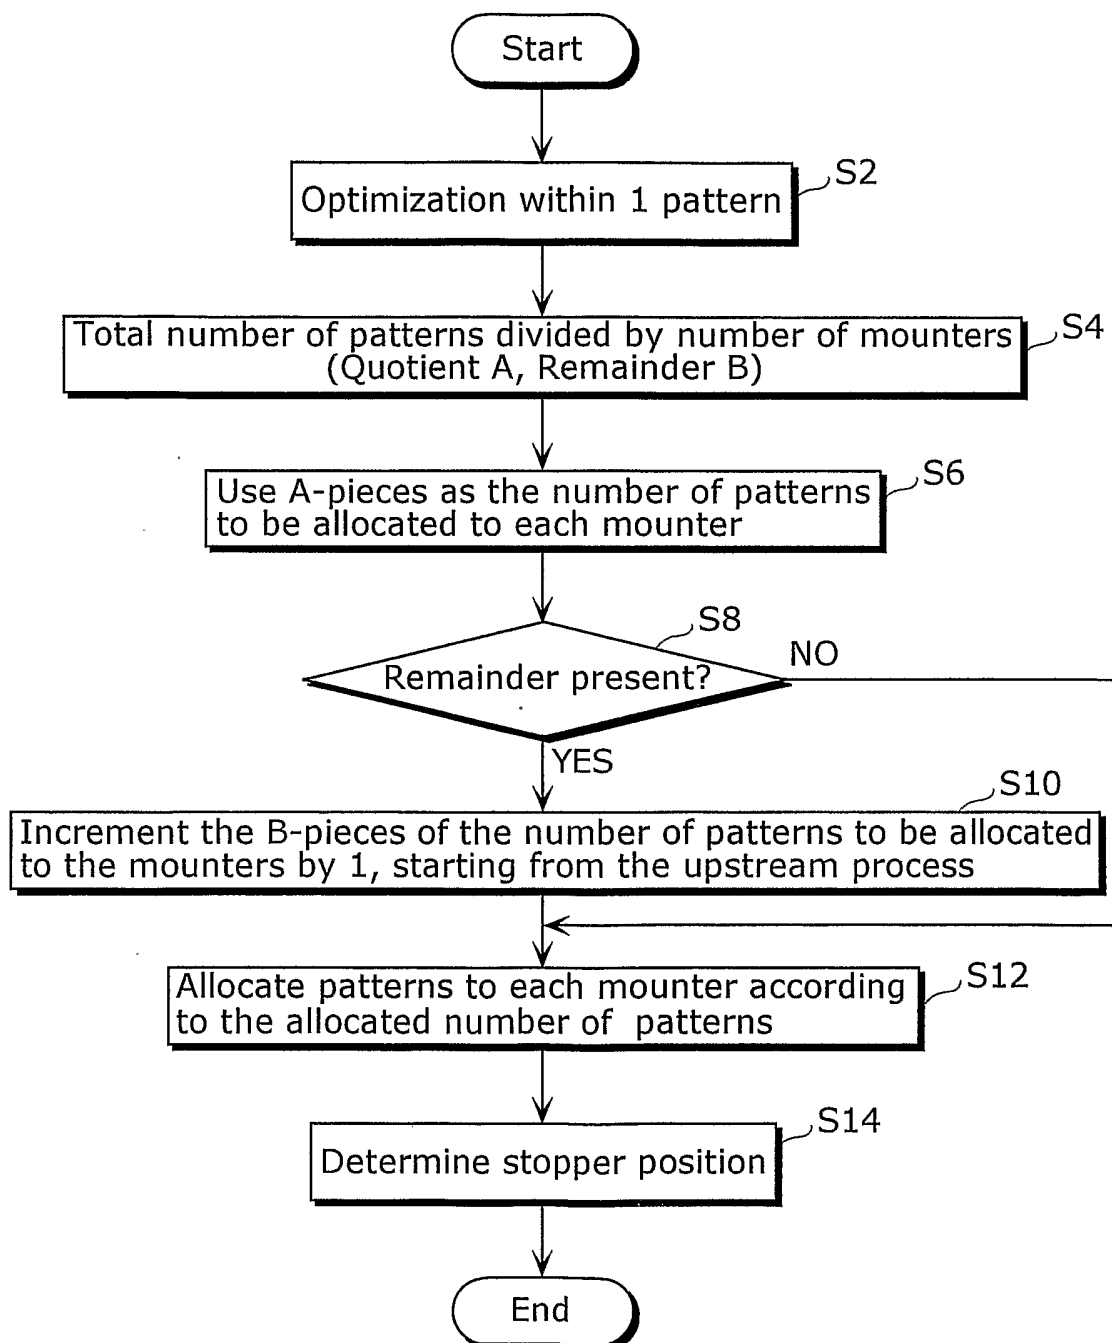 Start
S2
Optimization within 1 pattern
S4
Total number of patterns divided by number of mounters
(Quotient A, Remainder B)
S6
Use A-pieces as the number of patterns
to be allocated to each mounter
S8
Remainder present?
NO
YES
S10
Increment the B-pieces of the number of patterns to be allocated
to the mounters by 1, starting from the upstream process
S12
Allocate patterns to each mounter according
to the allocated number of patterns
S14
Determine stopper position
End